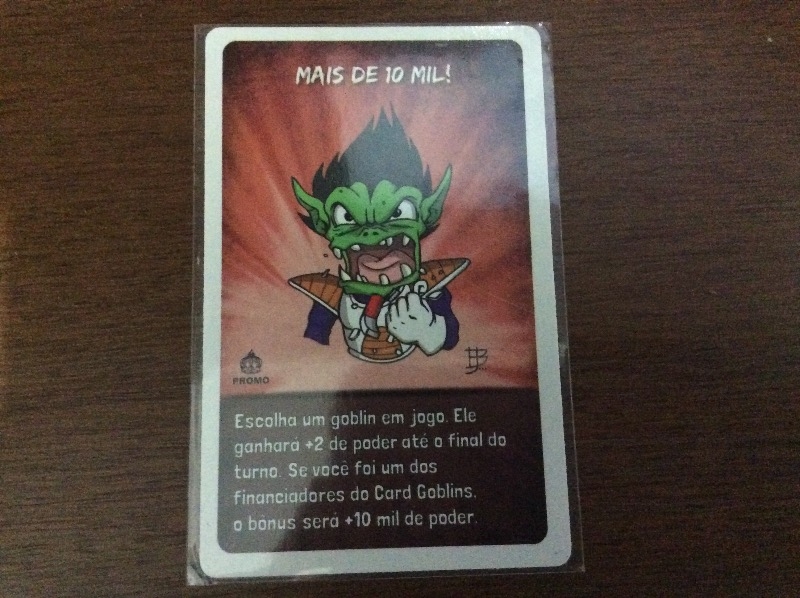 MAIS DE 10 MIL!
PROMO
Escolha um goblin em jogo. Ele
ganhará +2 de poder até o final do
turno. Se você foi um dos
financiadores do Card Goblins,
o bônus será +10 mil de poder.